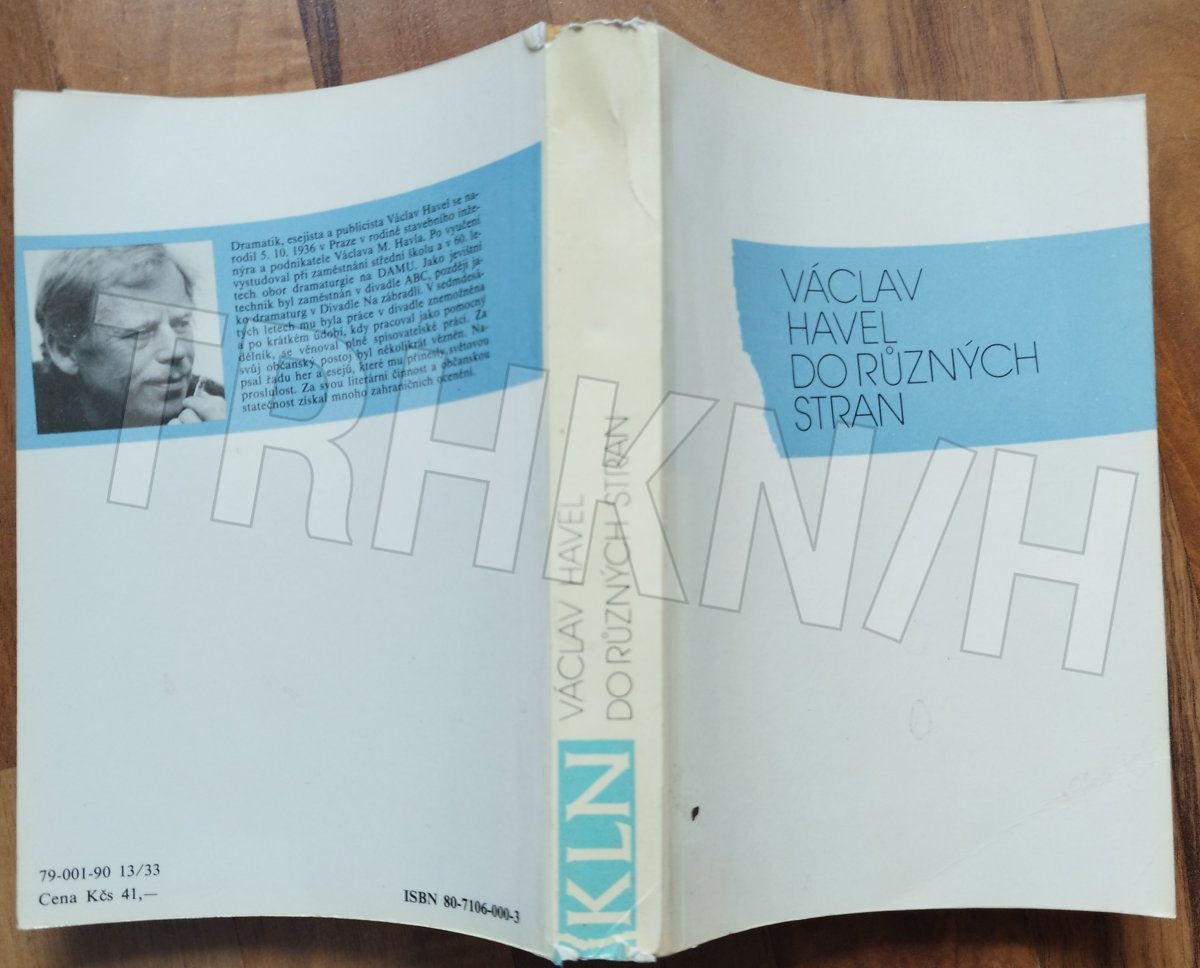 Dramatik, esejista a publicista Václav Havel se na-
rodil 5. 10. 1936 v Praze v rodině stavebního inže-
nýra a podnikatele Václava M. Havla. Po vyučení
vystudoval při zaměstnání střední školu a v 60. le-
tech obor dramaturgie na DAMU. Jako jevištní
technik byl zaměstnán v divadle ABC, později ja-
ko dramaturg v Divadle Na zábradlí. V sedmdesá-
tých letech mu byla práce v divadle znemožněna
a po krátkém údobí, kdy pracoval jako pomocný
dělník, se věnoval plně spisovatelské práci. Za
svůj občanský postoj byl několikrát vězněn. Na-
psal řadu her a esejů, které mu přinesly světovou
proslulost. Za svou literární činnost a občanskou
statečnost získal mnoho zahraničních ocenění.
79-001-90 13/33
Cena Kčs 41,—
ISBN 80-7106-000-3
VÁCLAV HAVEL
DO RŮZNÝCH STRAN
KLN
VÁCLAV
HAVEL
DO RŮZNÝCH
STRAN
TRHKNIH